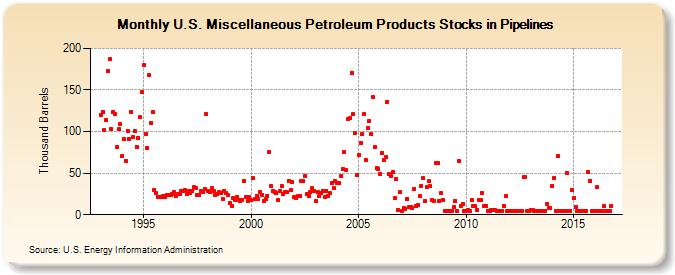 Monthly U.S. Miscellaneous Petroleum Products Stocks in Pipelines
Thousand Barrels
200
150
100
50
0
1995 2000 2005 2010 2015
Source: U.S. Energy Information Administration